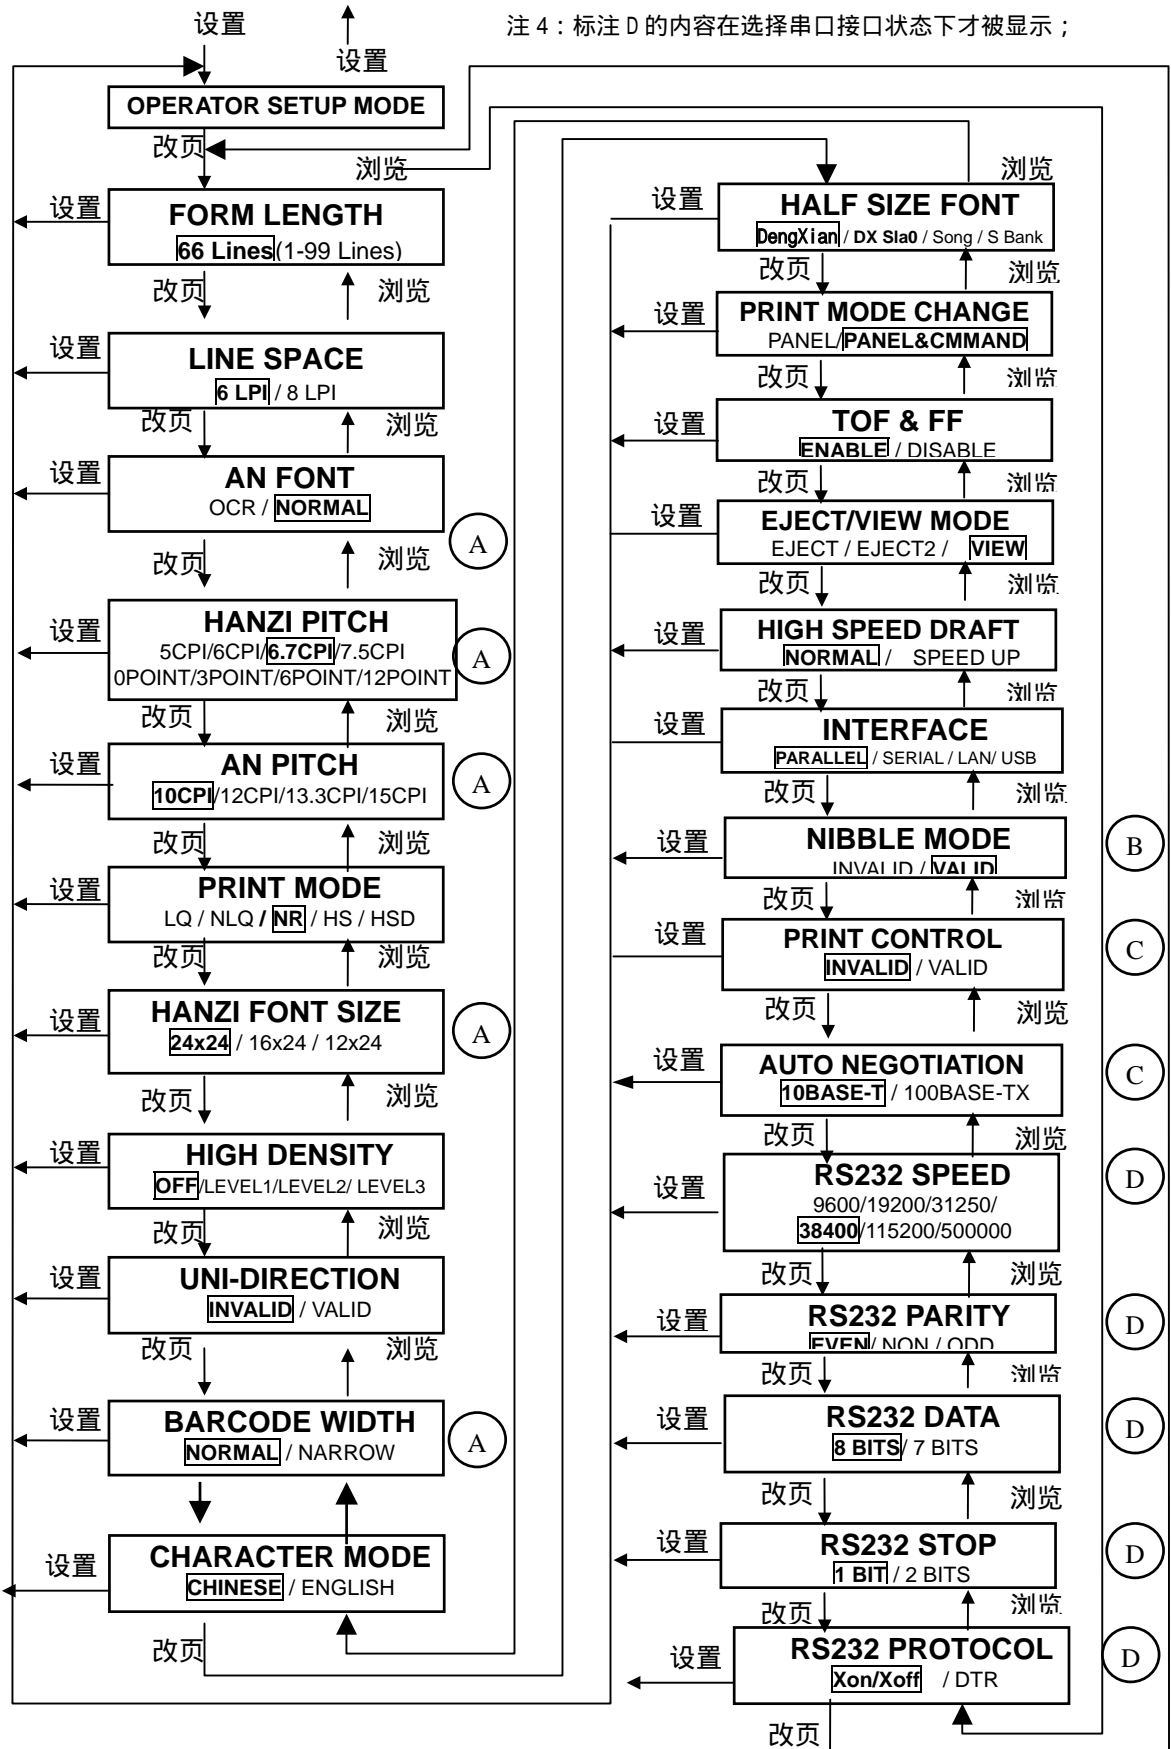 设置
注 4：标注 D 的内容在选择串口接口状态下才被显示；
设置
OPERATOR SETUP MODE
改页
浏览
设置
FORM LENGTH
66 Lines(1-99 Lines)
改页
浏览
设置
LINE SPACE
6 LPI / 8 LPI
改页
浏览
设置
AN FONT
OCR / NORMAL
A
改页
浏览
设置
HANZI PITCH
5CPI/6CPI/6.7CPI/7.5CPI
0POINT/3POINT/6POINT/12POINT
A
改页
浏览
设置
AN PITCH
10CPI/12CPI/13.3CPI/15CPI
A
改页
浏览
设置
PRINT MODE
LQ / NLQ / NR / HS / HSD
改页
浏览
设置
HANZI FONT SIZE
24x24 / 16x24 / 12x24
A
改页
浏览
设置
HIGH DENSITY
OFF/LEVEL1/LEVEL2/ LEVEL3
改页
浏览
设置
UNI-DIRECTION
INVALID / VALID
改页
浏览
设置
BARCODE WIDTH
NORMAL / NARROW
A
设置
CHARACTER MODE
CHINESE / ENGLISH
改页
浏览
设置
HALF SIZE FONT
DengXian / DX Sla0 / Song / S Bank
改页
浏览
设置
PRINT MODE CHANGE
PANEL/PANEL&CMMAND
改页
浏览
设置
TOF & FF
ENABLE / DISABLE
改页
浏览
设置
EJECT/VIEW MODE
EJECT / EJECT2 / VIEW
改页
浏览
设置
HIGH SPEED DRAFT
NORMAL / SPEED UP
改页
浏览
设置
INTERFACE
PARALLEL / SERIAL / LAN/ USB
改页
浏览
设置
NIBBLE MODE
INVALID / VALID
B
改页
浏览
设置
PRINT CONTROL
INVALID / VALID
C
改页
浏览
设置
AUTO NEGOTIATION
10BASE-T / 100BASE-TX
C
改页
浏览
设置
RS232 SPEED
9600/19200/31250/
38400/115200/500000
D
改页
浏览
设置
RS232 PARITY
EVEN/ NON / ODD
D
改页
浏览
设置
RS232 DATA
8 BITS/ 7 BITS
D
改页
浏览
设置
RS232 STOP
1 BIT / 2 BITS
D
改页
浏览
设置
RS232 PROTOCOL
Xon/Xoff / DTR
D
改页